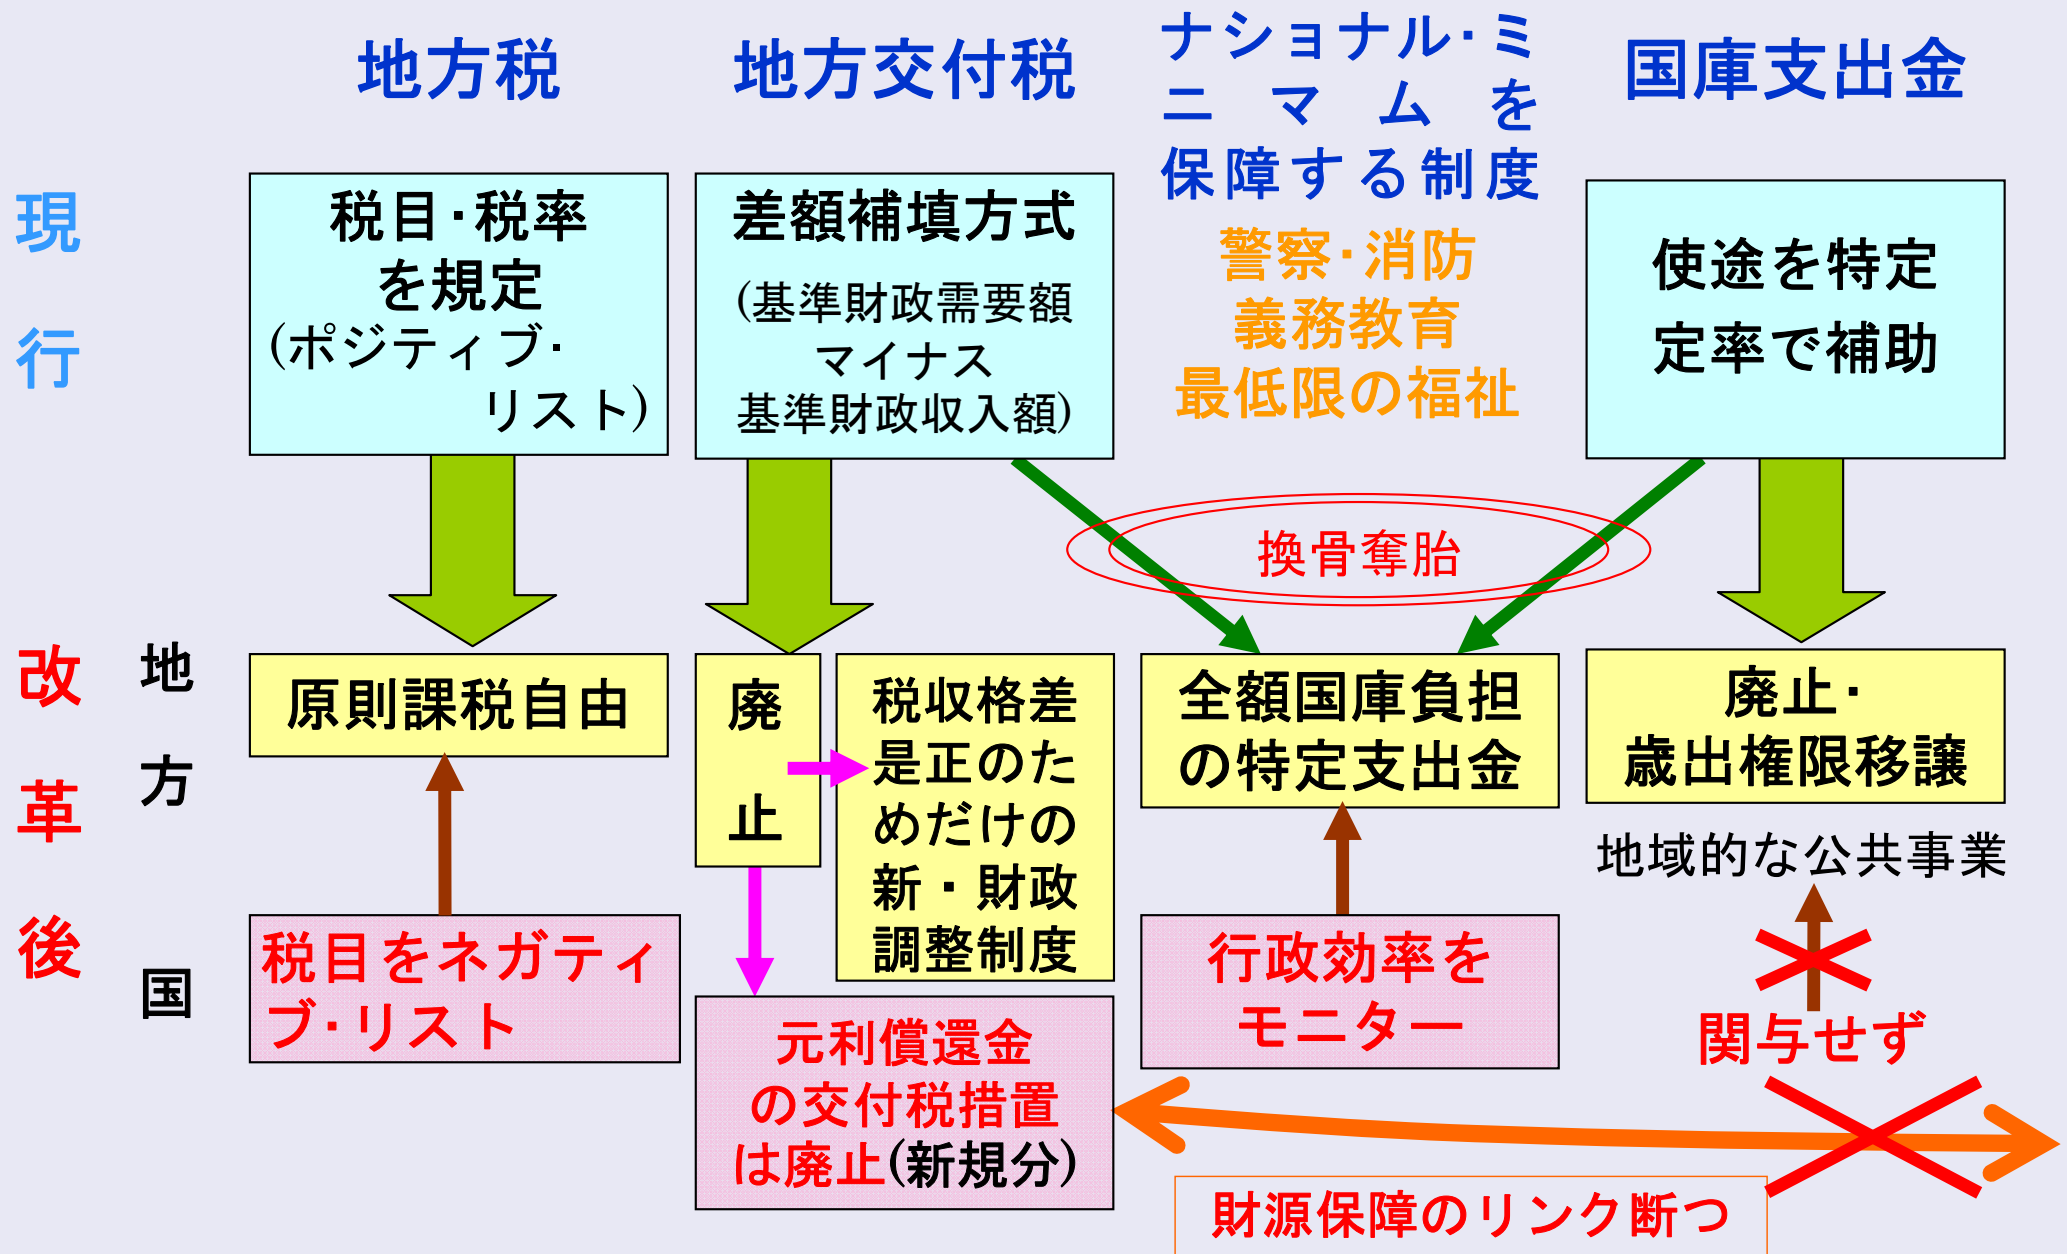 地方税
地方交付税
ナショナル・ミ
ニマムを
保障する制度
国庫支出金
現行
税目・税率
を規定
(ポジティブ・
リスト)
差額補填方式
(基準財政需要額
マイナス
基準財政収入額)
警察・消防
義務教育
最低限の福祉
使途を特定
定率で補助
換骨奪胎
改革後
地方
国
原則課税自由
廃止
税収格差
是正のた
めだけの
新・財政
調整制度
全額国庫負担
の特定支出金
廃止・
歳出権限移譲
地域的な公共事業
税目をネガティ
ブ・リスト
元利償還金
の交付税措置
は廃止(新規分)
行政効率を
モニター
関与せず
財源保障のリンク断つ